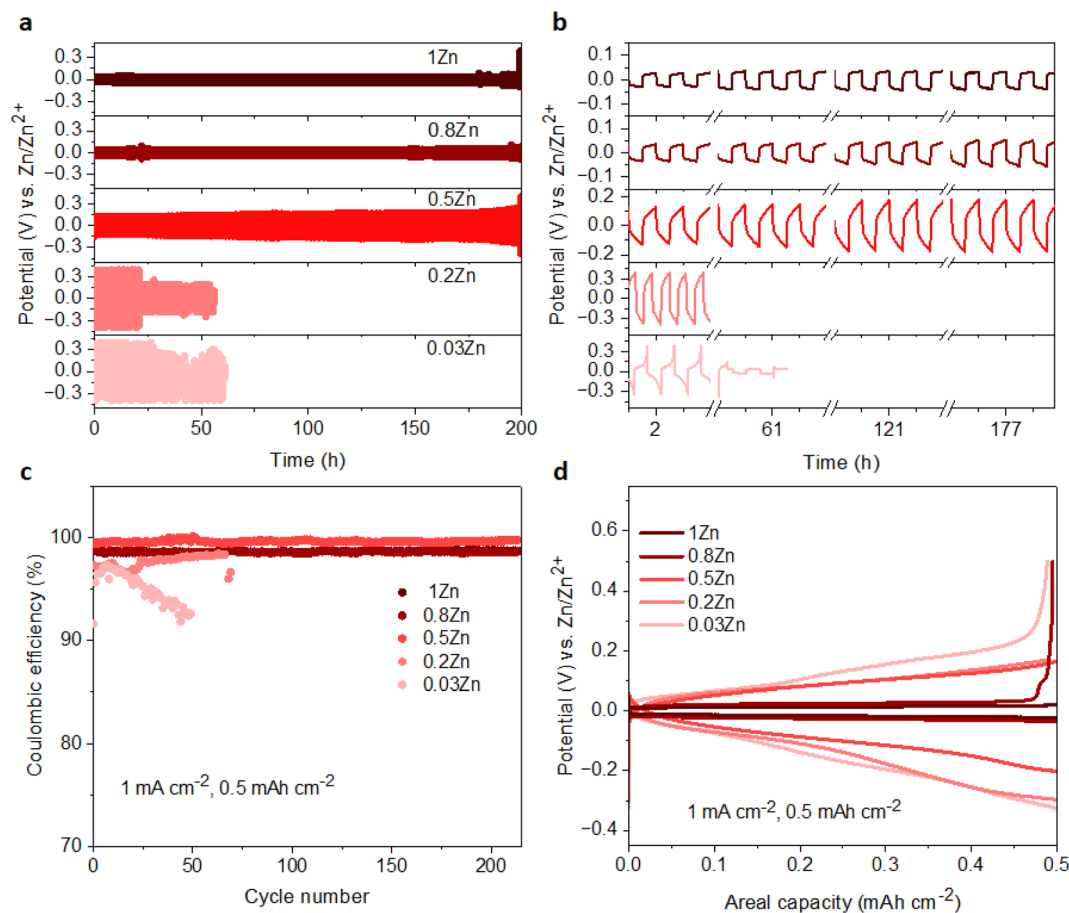 a
1Zn
0.3
0.0
−0.3
0.8Zn
0.3
0.0
−0.3
0.5Zn
0.3
0.0
−0.3
0.2Zn
0.3
0.0
−0.3
0.03Zn
0.3
0.0
−0.3
Potential (V) vs. Zn/Zn²⁺
0 50 100 150 200
Time (h)
b
0.1
0.0
−0.1
0.1
0.0
−0.1
0.2
0.0
−0.2
0.3
0.0
−0.3
0.3
0.0
−0.3
Potential (V) vs. Zn/Zn²⁺
2 61 121 177
Time (h)
c
100
90
80
70
Coulombic efficiency (%)
1Zn
0.8Zn
0.5Zn
0.2Zn
0.03Zn
1 mA cm⁻², 0.5 mAh cm⁻²
0 50 100 150 200
Cycle number
d
0.6
0.4
0.2
0.0
−0.2
−0.4
Potential (V) vs. Zn/Zn²⁺
1Zn
0.8Zn
0.5Zn
0.2Zn
0.03Zn
1 mA cm⁻², 0.5 mAh cm⁻²
0.0 0.1 0.2 0.3 0.4 0.5
Areal capacity (mAh cm⁻²)